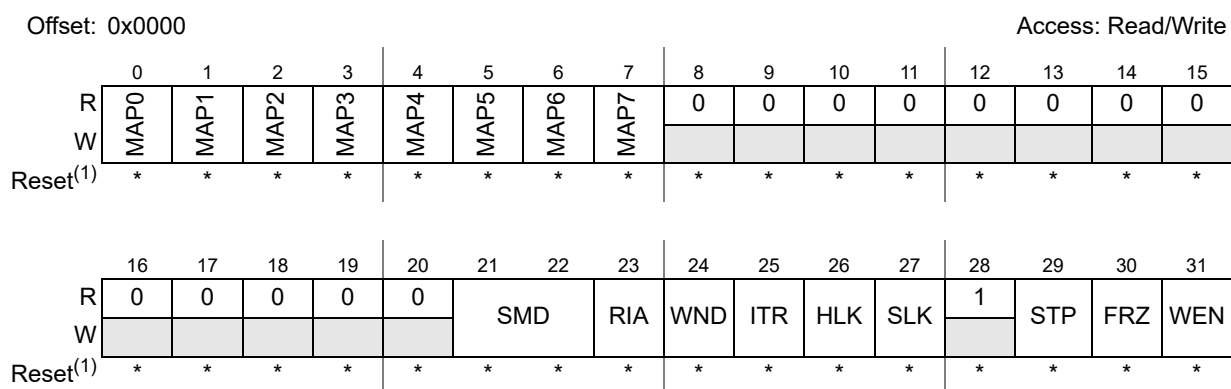 Offset: 0x0000 Access: Read/Write
0 1 2 3 4 5 6 7 8 9 10 11 12 13 14 15
R MAP0 MAP1 MAP2 MAP3 MAP4 MAP5 MAP6 MAP7 0 0 0 0 0 0 0 0
W
Reset(1) * * * * * * * * * * * * * * * *
16 17 18 19 20 21 22 23 24 25 26 27 28 29 30 31
R 0 0 0 0 0 SMD RIA WND ITR HLK SLK 1 STP FRZ WEN
W
Reset(1) * * * * * * * * * * * * * * * *